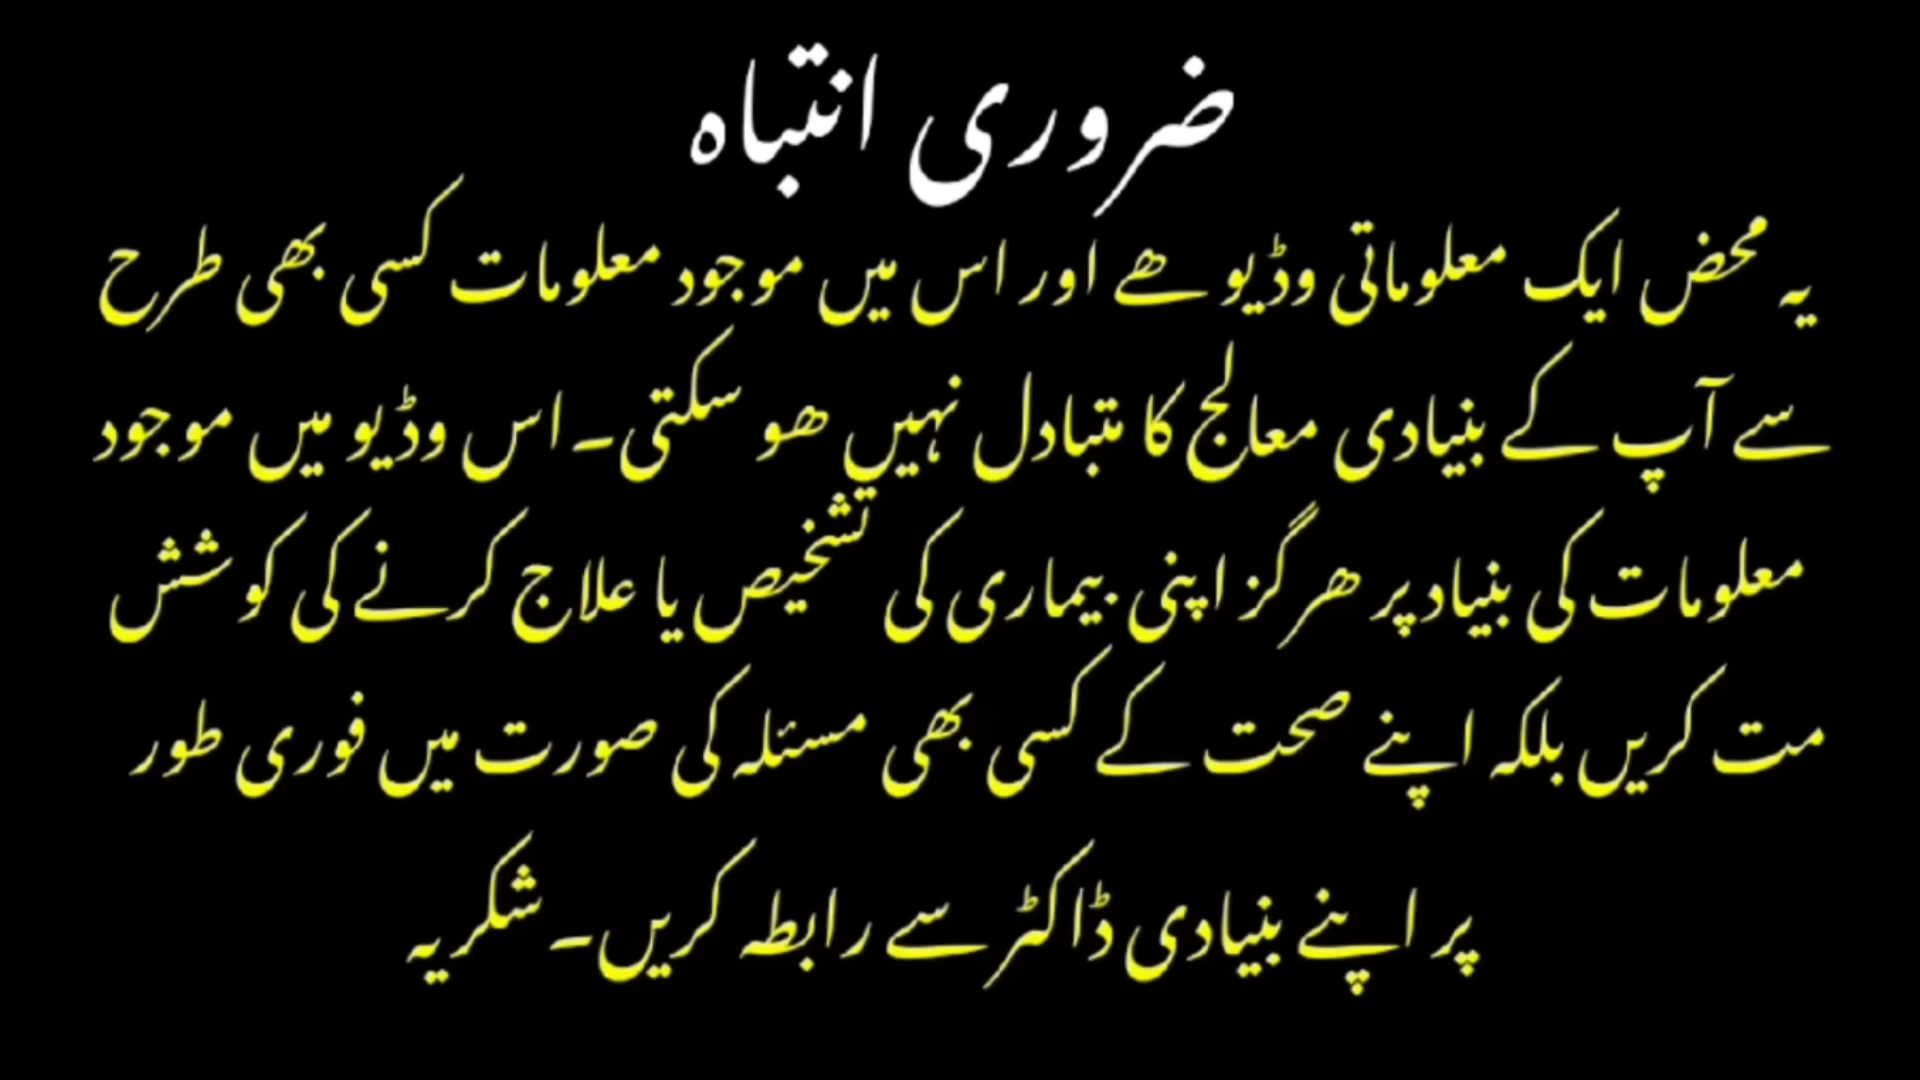 ضروری انتباہ
یہ محض ایک معلوماتی وڈیو ھے اور اس میں موجود معلومات کسی بھی طرح
سے آپ کے بنیادی معالج کا متبادل نہیں ھو سکتی۔ اس وڈیو میں موجود
معلومات کی بنیاد پر ھرگز اپنی بیماری کی تشخیص یا علاج کرنے کی کوشش
مت کریں بلکہ اپنے صحت کے کسی بھی مسئلہ کی صورت میں فوری طور
پر اپنے بنیادی ڈاکٹر سے رابطہ کریں۔ شکریہ